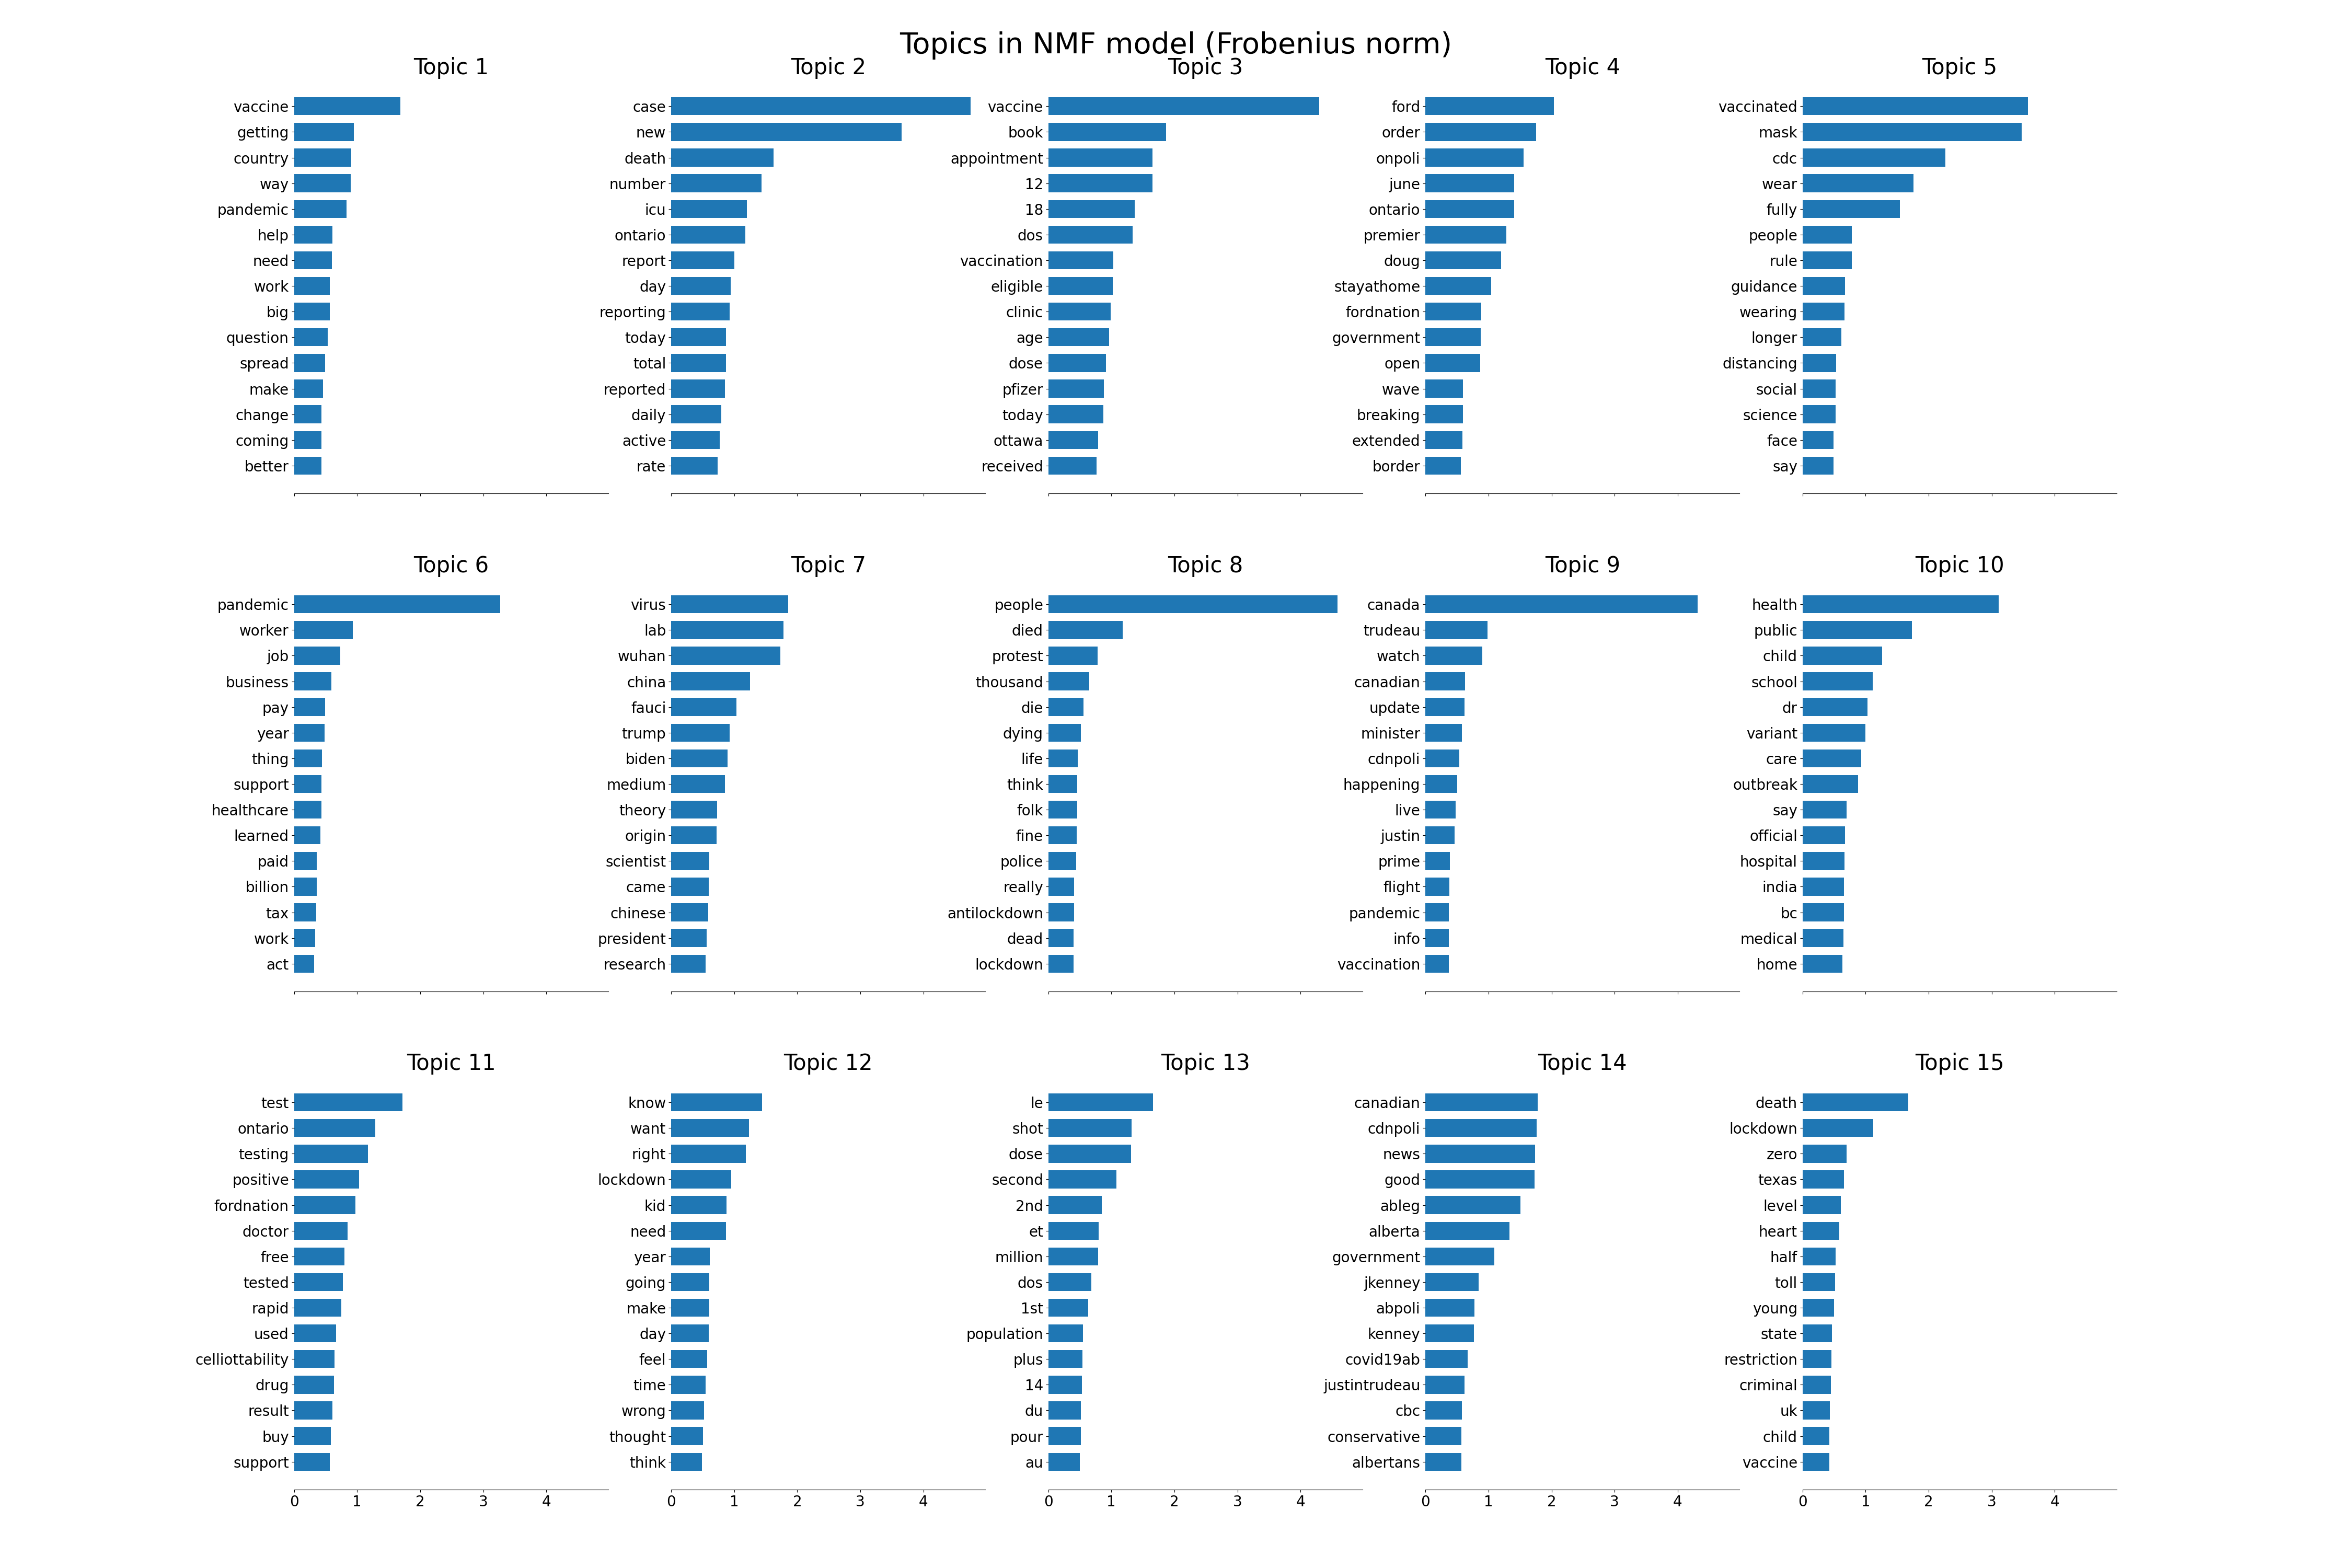 Topics in NMF model (Frobenius norm)
Topic 1
vaccine
getting
country
way
pandemic
help
need
work
big
question
spread
make
change
coming
better
Topic 2
case
new
death
number
icu
ontario
report
day
reporting
today
total
reported
daily
active
rate
Topic 3
vaccine
book
appointment
12
18
dos
vaccination
eligible
clinic
age
dose
pfizer
today
ottawa
received
Topic 4
ford
order
onpoli
june
ontario
premier
doug
stayathome
fordnation
government
open
wave
breaking
extended
border
Topic 5
vaccinated
mask
cdc
wear
fully
people
rule
guidance
wearing
longer
distancing
social
science
face
say
Topic 6
pandemic
worker
job
business
pay
year
thing
support
healthcare
learned
paid
billion
tax
work
act
Topic 7
virus
lab
wuhan
china
fauci
trump
biden
medium
theory
origin
scientist
came
chinese
president
research
Topic 8
people
died
protest
thousand
die
dying
life
think
folk
fine
police
really
antilockdown
dead
lockdown
Topic 9
canada
trudeau
watch
canadian
update
minister
cdnpoli
happening
live
justin
prime
flight
pandemic
info
vaccination
Topic 10
health
public
child
school
dr
variant
care
outbreak
say
official
hospital
india
bc
medical
home
Topic 11
test
ontario
testing
positive
fordnation
doctor
free
tested
rapid
used
celliottability
drug
result
buy
support
0 1 2 3 4
Topic 12
know
want
right
lockdown
kid
need
year
going
make
day
feel
time
wrong
thought
think
0 1 2 3 4
Topic 13
le
shot
dose
second
2nd
et
million
dos
1st
population
plus
14
du
pour
au
0 1 2 3 4
Topic 14
canadian
cdnpoli
news
good
ableg
alberta
government
jkenney
abpoli
kenney
covid19ab
justintrudeau
cbc
conservative
albertans
0 1 2 3 4
Topic 15
death
lockdown
zero
texas
level
heart
half
toll
young
state
restriction
criminal
uk
child
vaccine
0 1 2 3 4